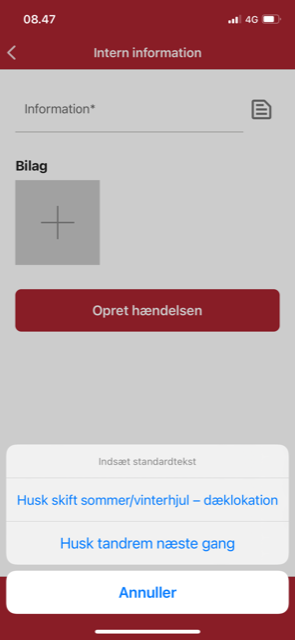 08.47
4G
Intern information
Information*
Bilag
Opret hændelsen
Indsæt standardtekst
Husk skift sommer/vinterhjul – dæklokation
Husk tandrem næste gang
Annuller